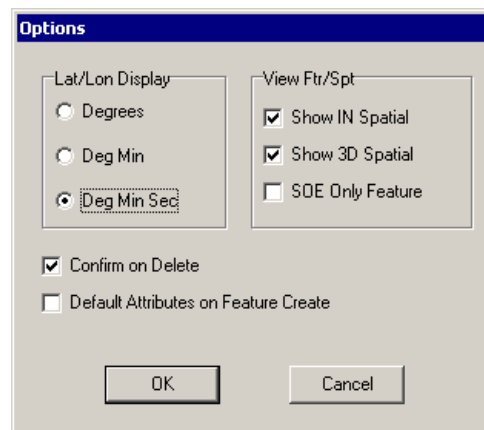 Options
Lat/Lon Display
Degrees
Deg Min
Deg Min Sec
View Ftr/Spt
Show IN Spatial
Show 3D Spatial
SOE Only Feature
Confirm on Delete
Default Attributes on Feature Create
OK
Cancel